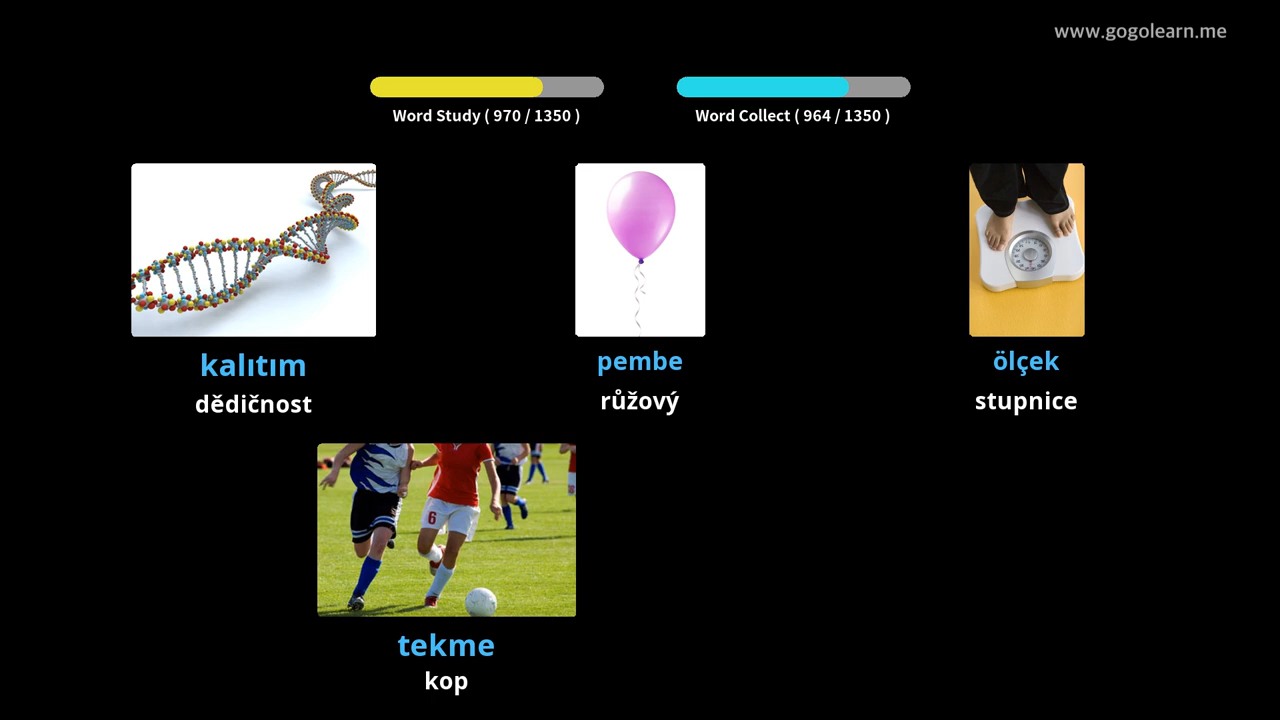 www.gogolearn.me
Word Study ( 970 / 1350 )
Word Collect ( 964 / 1350 )
kalıtım
dědičnost
pembe
růžový
ölçek
stupnice
6
tekme
kop